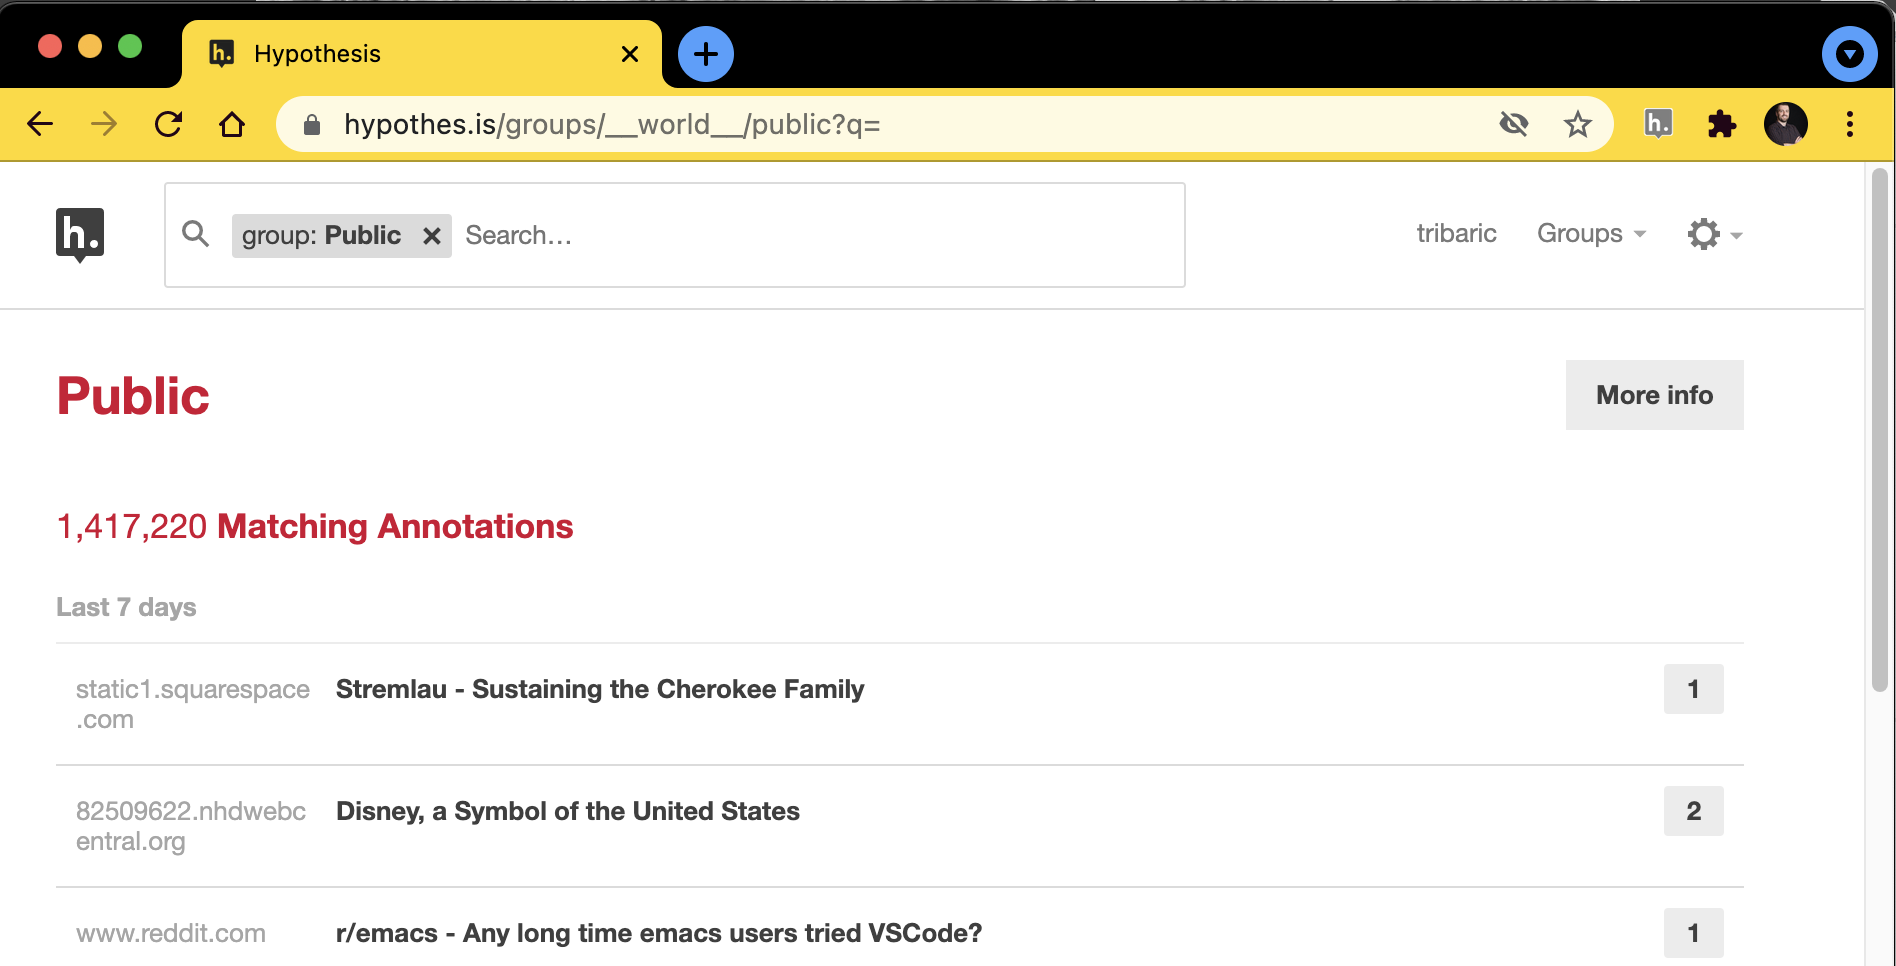 h. Hypothesis
hypothes.is/groups/__world__/public?q=
h.
h.
group: Public
Search…
tribaric
Groups
Public
More info
1,417,220 Matching Annotations
Last 7 days
static1.squarespace
.com
Stremlau - Sustaining the Cherokee Family
1
82509622.nhdwebc
entral.org
Disney, a Symbol of the United States
2
www.reddit.com
r/emacs - Any long time emacs users tried VSCode?
1